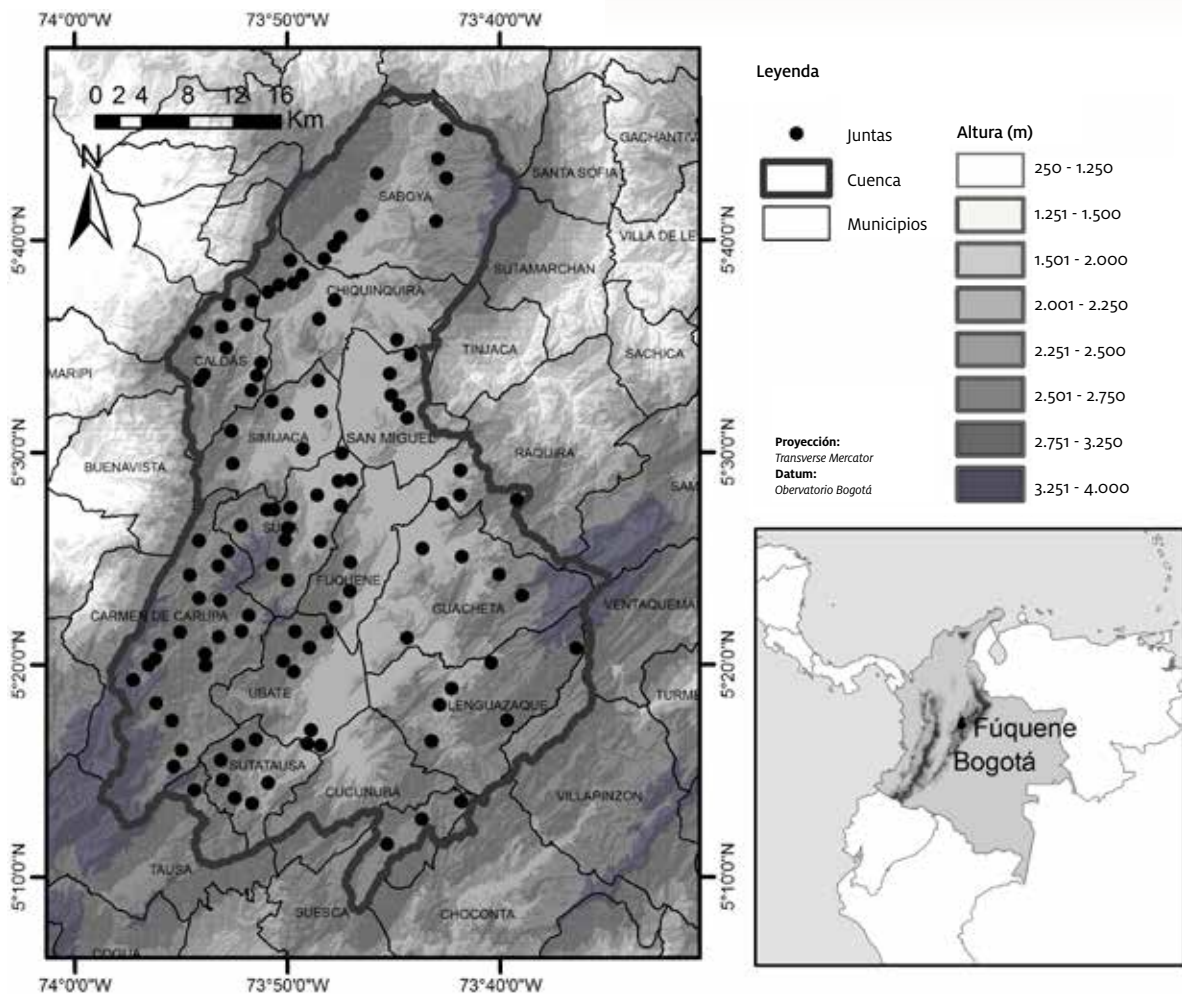 74°0'0"W 73°50'0"W 73°40'0"W
0 2 4 8 12 16
Km
N
5°40'0"N
5°30'0"N
5°20'0"N
5°10'0"N
GACHANTIV
SANTA SOFIA
SABOYA
VILLA DE LE
SUTAMARCHAN
CHIQUINQUIRA
TINJACA
SACHICA
CALDAS
MARIPI
SIMIJACA
SAN MIGUEL
RAQUIRA
BUENAVISTA
SAM
SUSA
FUQUENE
GUACHETA
CARMEN DE CARUPA
VENTAQUEMA
UBATE
LENGUAZAQUE
TURME
SUTATAUSA
CUCUNUBA
VILLAPINZON
TAUSA
SUESCA
CHOCONTA
COGUA
5°40'0"N
5°30'0"N
5°20'0"N
5°10'0"N
74°0'0"W 73°50'0"W 73°40'0"W
Leyenda
Juntas
Cuenca
Municipios
Altura (m)
250 - 1.250
1.251 - 1.500
1.501 - 2.000
2.001 - 2.250
2.251 - 2.500
2.501 - 2.750
2.751 - 3.250
3.251 - 4.000
Proyección:
Transverse Mercator
Datum:
Obervatorio Bogotá
Fúquene
Bogotá